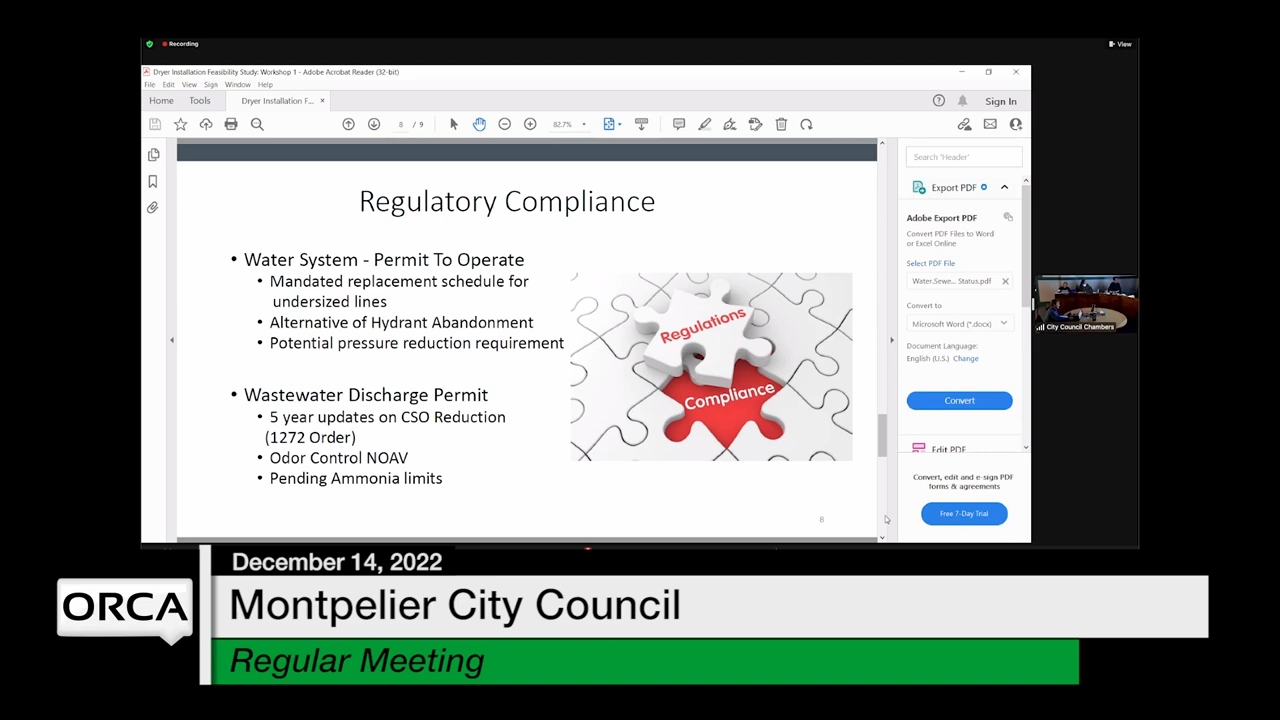 Recording
View
Dryer Installation Feasibility Study: Workshop 1 - Adobe Acrobat Reader (32-bit)
File Edit View Sign Window Help
Home Tools Dryer Installation F... ×
Sign In
8 / 9
82.7%
Regulatory Compliance
• Water System - Permit To Operate
• Mandated replacement schedule for
undersized lines
• Alternative of Hydrant Abandonment
• Potential pressure reduction requirement
• Wastewater Discharge Permit
• 5 year updates on CSO Reduction
(1272 Order)
• Odor Control NOAV
• Pending Ammonia limits
Regulations
Compliance
8
Search 'Header'
Export PDF
Adobe Export PDF
Convert PDF Files to Word
or Excel Online
Select PDF File
Water.Sewe... Status.pdf
Convert to
Microsoft Word (*.docx)
Document Language:
English (U.S.) Change
Convert
Edit PDF
Convert, edit and e-sign PDF
forms & agreements
Free 7-Day Trial
City Council Chambers
December 14, 2022
ORCA
Montpelier City Council
Regular Meeting